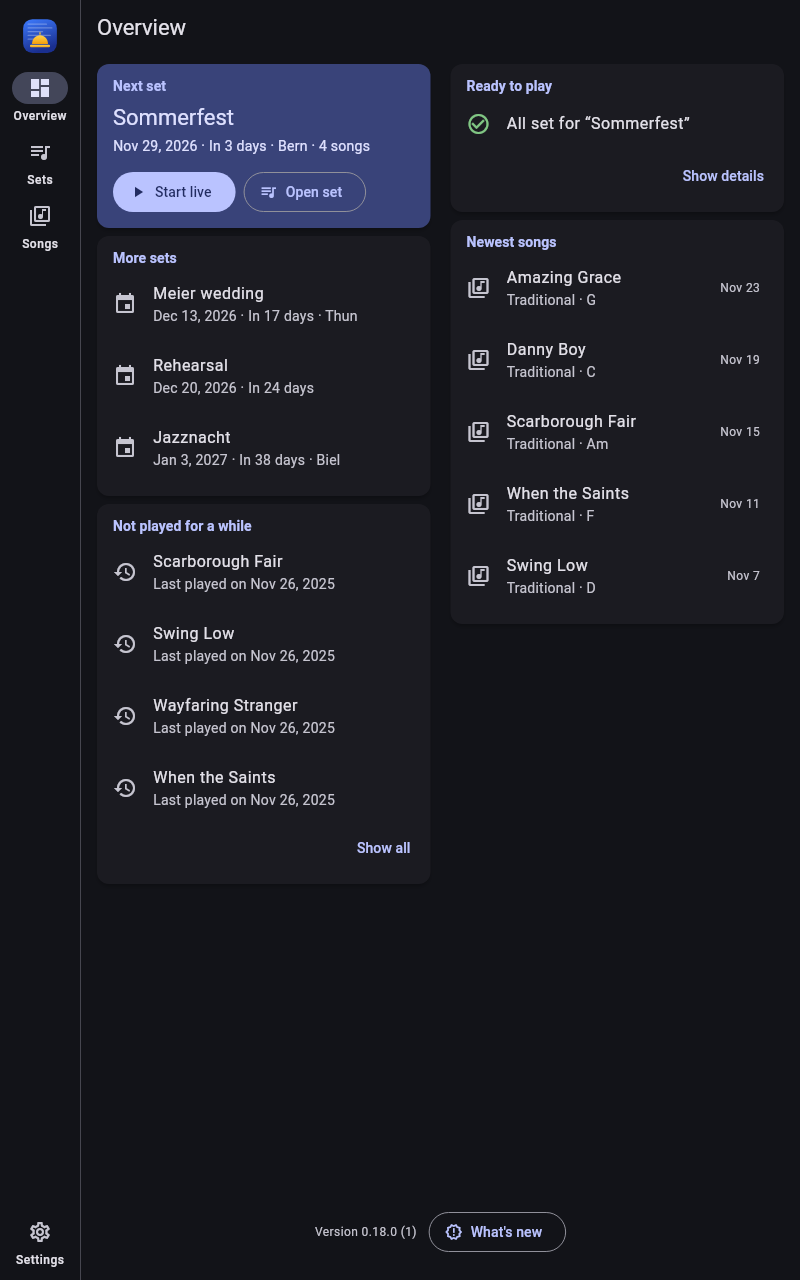 Overview
Overview
Sets
Songs
Next set
Sommerfest
Nov 29, 2026 · In 3 days · Bern · 4 songs
Start live
Open set
More sets
Meier wedding
Dec 13, 2026 · In 17 days · Thun
Rehearsal
Dec 20, 2026 · In 24 days
Jazznacht
Jan 3, 2027 · In 38 days · Biel
Not played for a while
Scarborough Fair
Last played on Nov 26, 2025
Swing Low
Last played on Nov 26, 2025
Wayfaring Stranger
Last played on Nov 26, 2025
When the Saints
Last played on Nov 26, 2025
Show all
Ready to play
All set for “Sommerfest”
Show details
Newest songs
Amazing Grace
Traditional · G
Nov 23
Danny Boy
Traditional · C
Nov 19
Scarborough Fair
Traditional · Am
Nov 15
When the Saints
Traditional · F
Nov 11
Swing Low
Traditional · D
Nov 7
Settings
Version 0.18.0 (1)
What's new